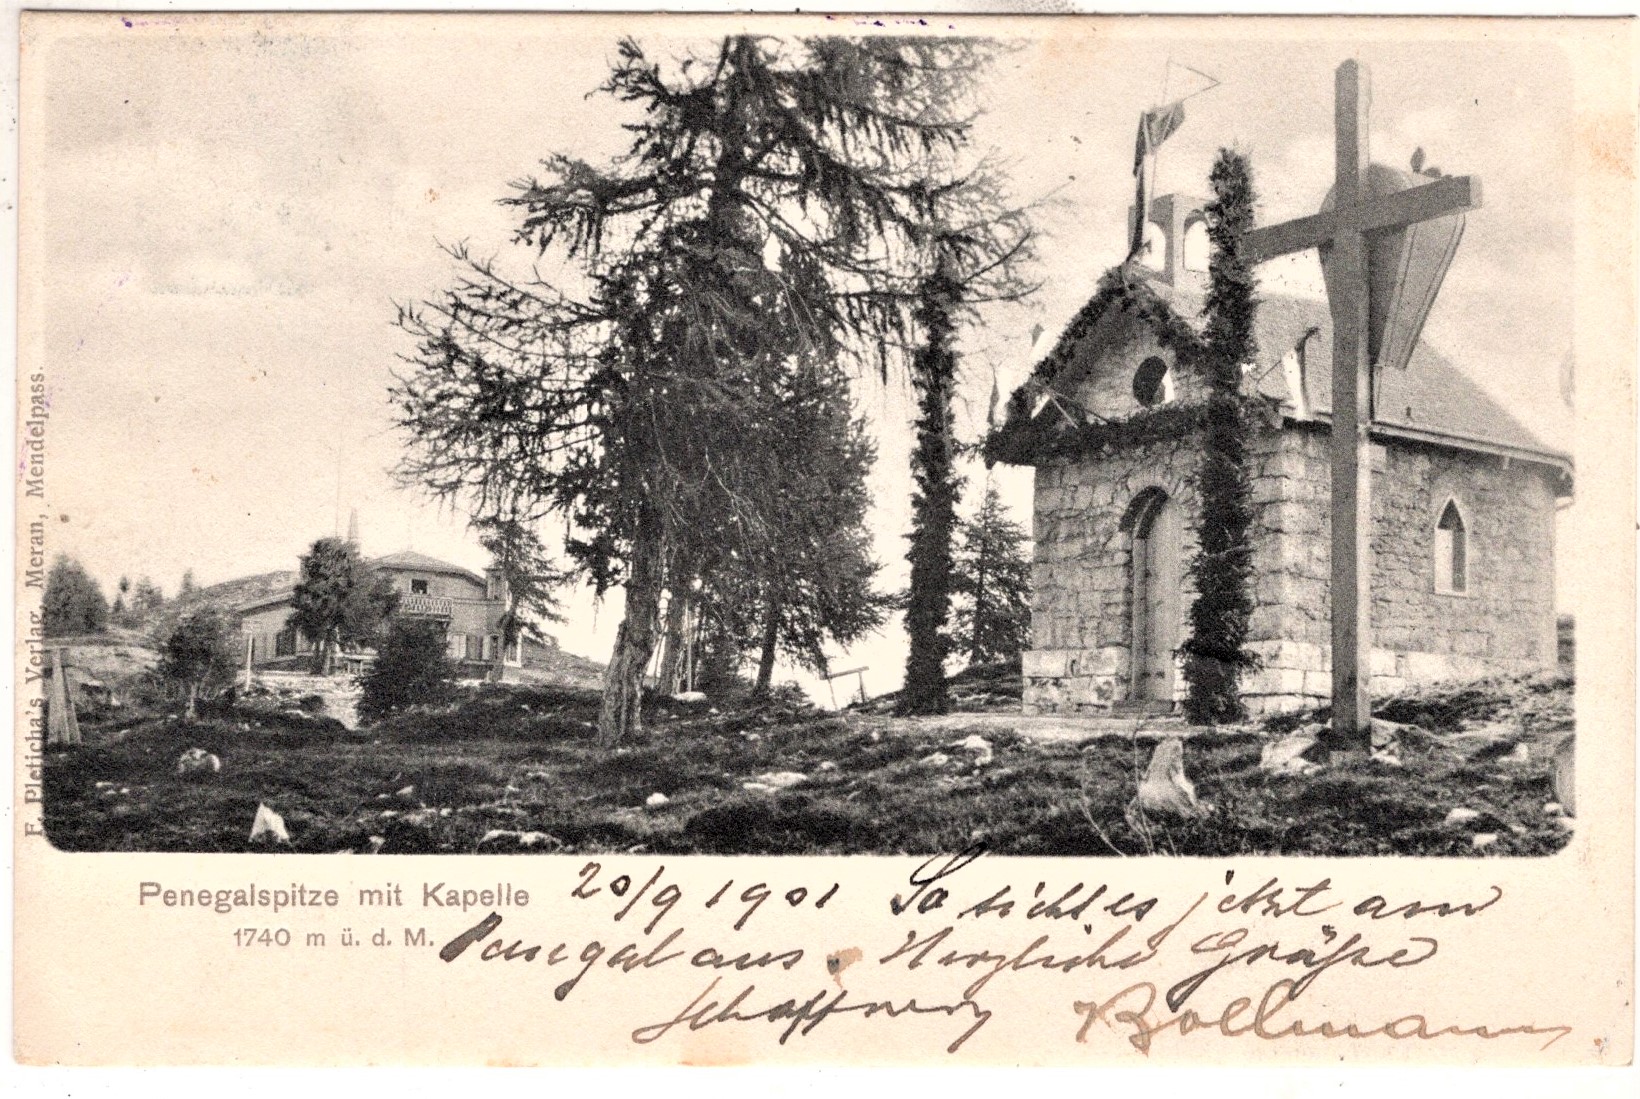 F. Pleticha's Verlag, Meran, Mendelpass.
Penegalspitze mit Kapelle
1740 m ü. d. M.
20/9 1901 So sieht es jetzt am
Penegal aus. Herzliche Grüße
Bollmann